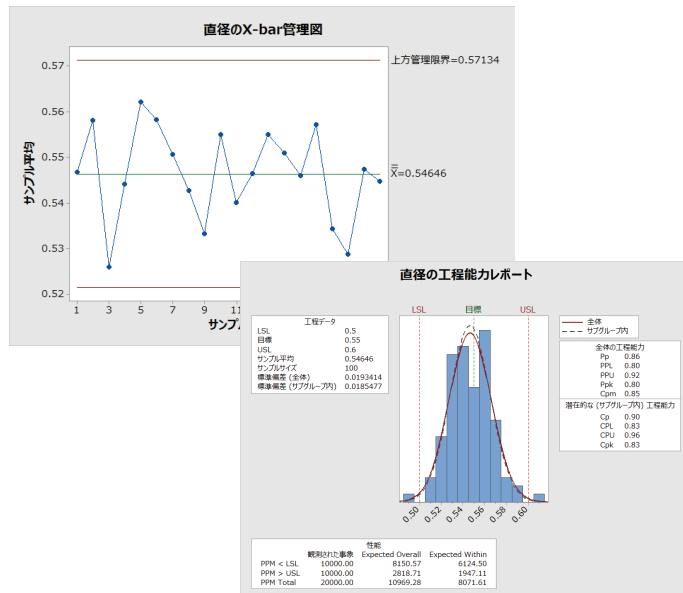 直径のX-bar管理図
0.57
0.56
0.55
0.54
0.53
0.52
サンプル平均
上方管理限界=0.57134
X̿=0.54646
1 3 5 7 9 11
直径の工程能力レポート
LSL 目標 USL
工程データ
LSL 0.5
目標 0.55
USL 0.6
サンプル平均 0.54646
サンプルサイズ 100
標準偏差 (全体) 0.0193414
標準偏差 (サブグループ内) 0.0185477
全体
サブグループ内
全体の工程能力
Pp 0.86
PPL 0.80
PPU 0.92
Ppk 0.80
Cpm 0.85
潜在的な (サブグループ内) 工程能力
Cp 0.90
CPL 0.83
CPU 0.96
Cpk 0.83
0.50 0.52 0.54 0.56 0.58 0.60
性能
観測された事象 Expected Overall Expected Within
PPM < LSL 10000.00 8150.57 6124.50
PPM > USL 10000.00 2818.71 1947.11
PPM Total 20000.00 10969.28 8071.61